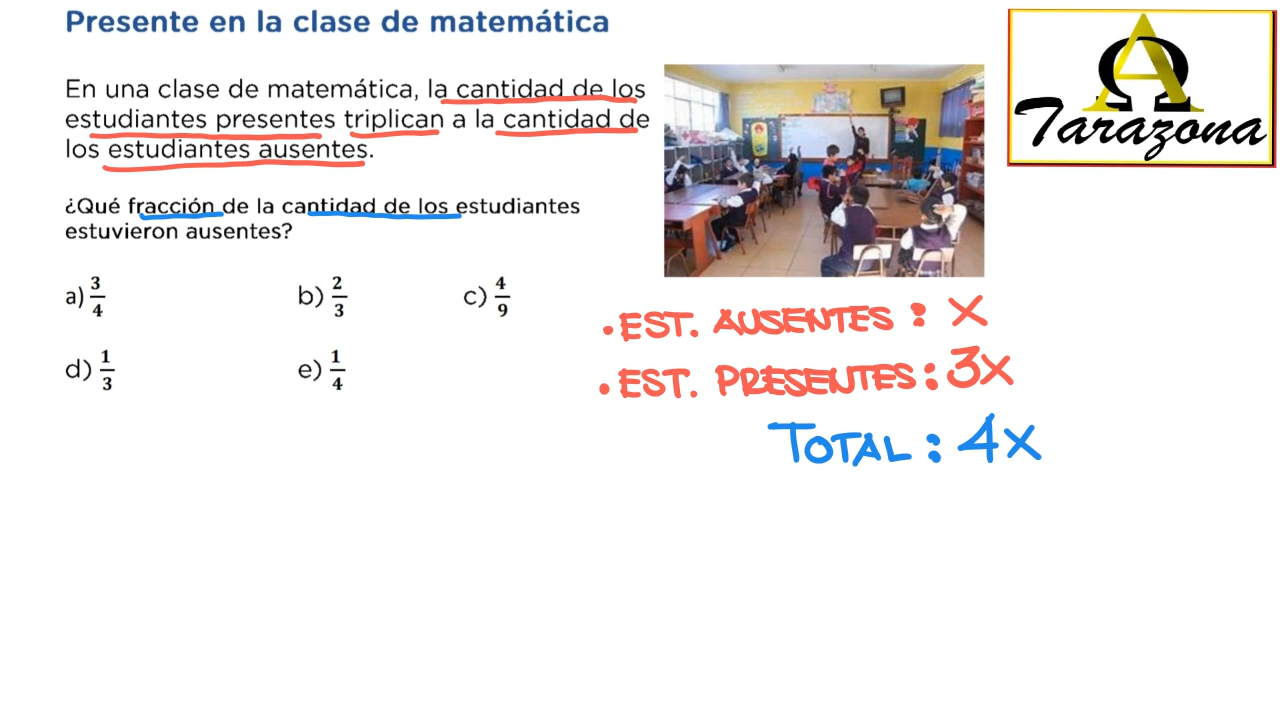 Presente en la clase de matemática
En una clase de matemática, la cantidad de los
estudiantes presentes triplican a la cantidad de
los estudiantes ausentes.
¿Qué fracción de la cantidad de los estudiantes
estuvieron ausentes?
a) 3/4 b) 2/3 c) 4/9
d) 1/3 e) 1/4
AΩ
Tarazona
• EST. AUSENTES : x
• EST. PRESENTES : 3x
TOTAL : 4x